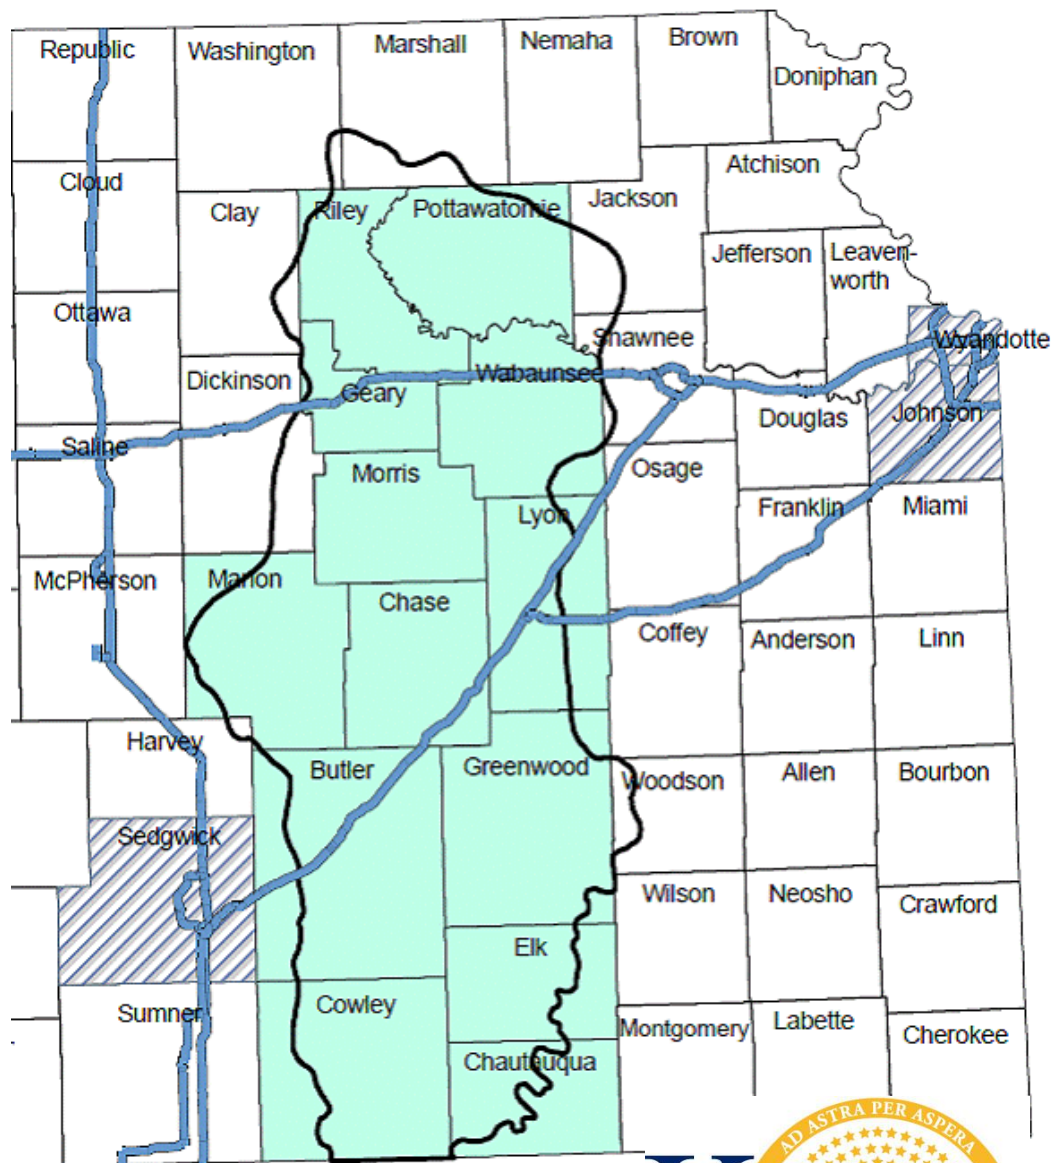 Republic
Washington
Marshall
Nemaha
Brown
Doniphan
Cloud
Clay
Riley
Pottawatomie
Jackson
Atchison
Ottawa
Jefferson
Leaven-
worth
Shawnee
Wyandotte
Dickinson
Geary
Wabaunsee
Douglas
Johnson
Saline
Morris
Osage
Lyon
Franklin
Miami
McPherson
Marion
Chase
Coffey
Anderson
Linn
Harvey
Butler
Greenwood
Woodson
Allen
Bourbon
Sedgwick
Wilson
Neosho
Crawford
Elk
Sumner
Cowley
Montgomery
Labette
Cherokee
Chautauqua
AD ASTRA PER ASPERA